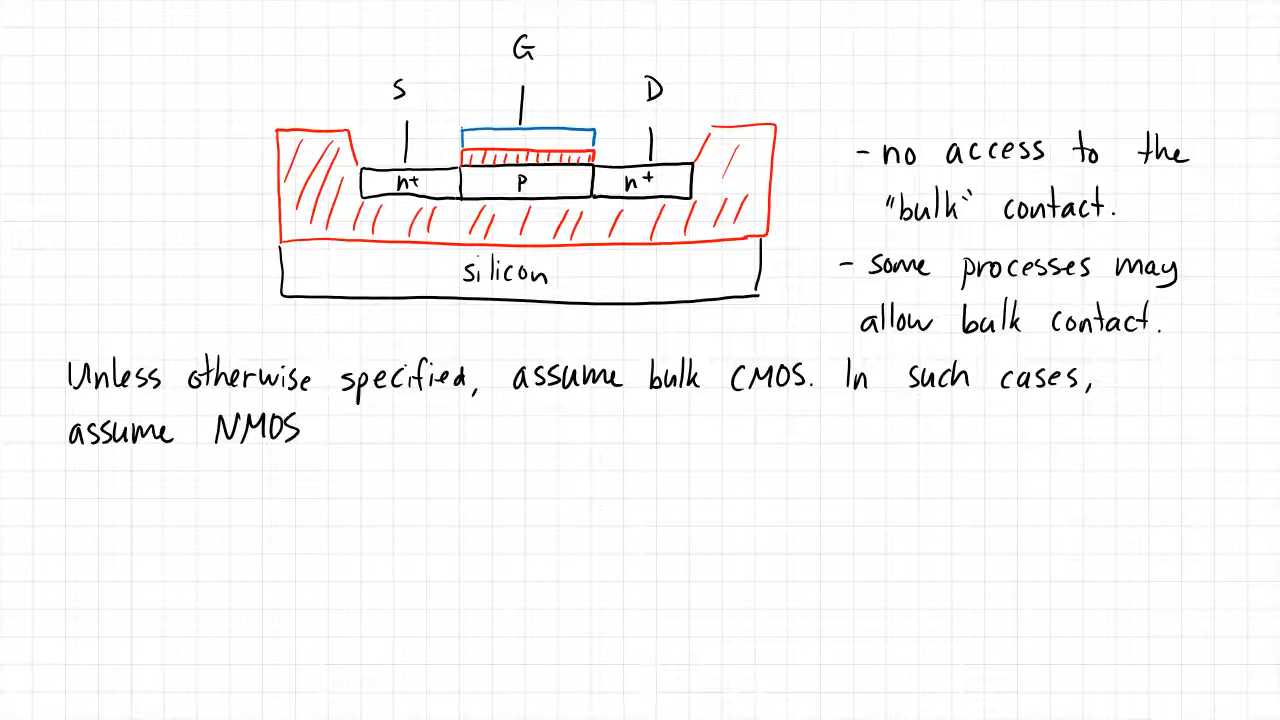 G
S D
n+ p n+
silicon
- no access to the
"bulk" contact.
- some processes may
allow bulk contact.
Unless otherwise specified, assume bulk CMOS. In such cases,
assume NMOS